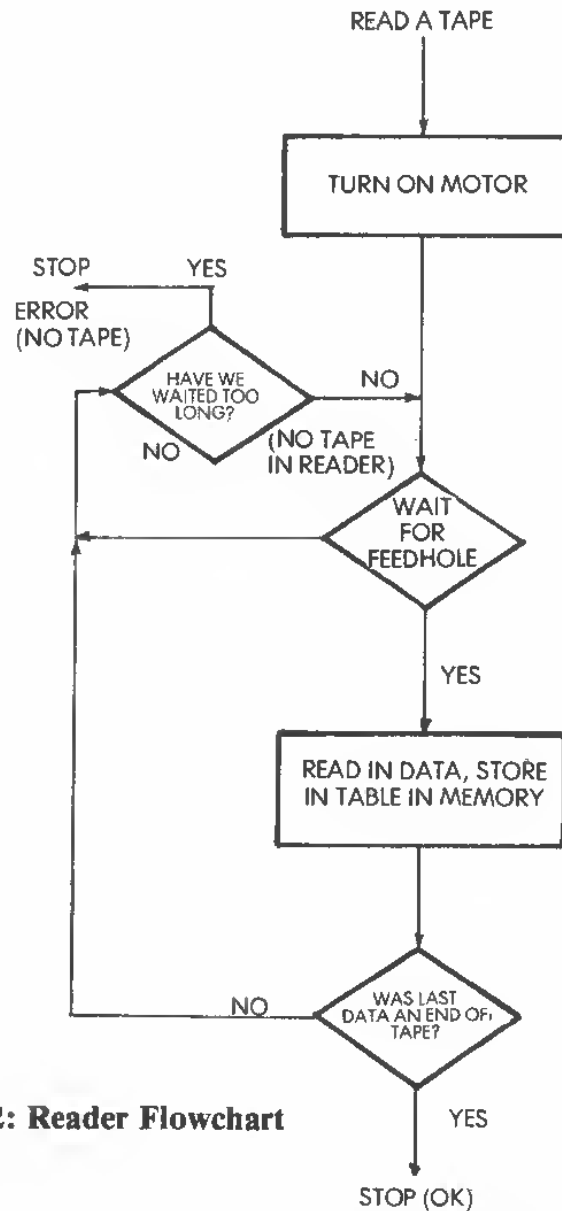 READ A TAPE
TURN ON MOTOR
STOP
YES
ERROR
(NO TAPE)
HAVE WE
WAITED TOO
LONG?
NO
NO
(NO TAPE
IN READER)
WAIT
FOR
FEEDHOLE
YES
READ IN DATA, STORE
IN TABLE IN MEMORY
NO
WAS LAST
DATA AN END OF
TAPE?
: Reader Flowchart
YES
STOP (OK)